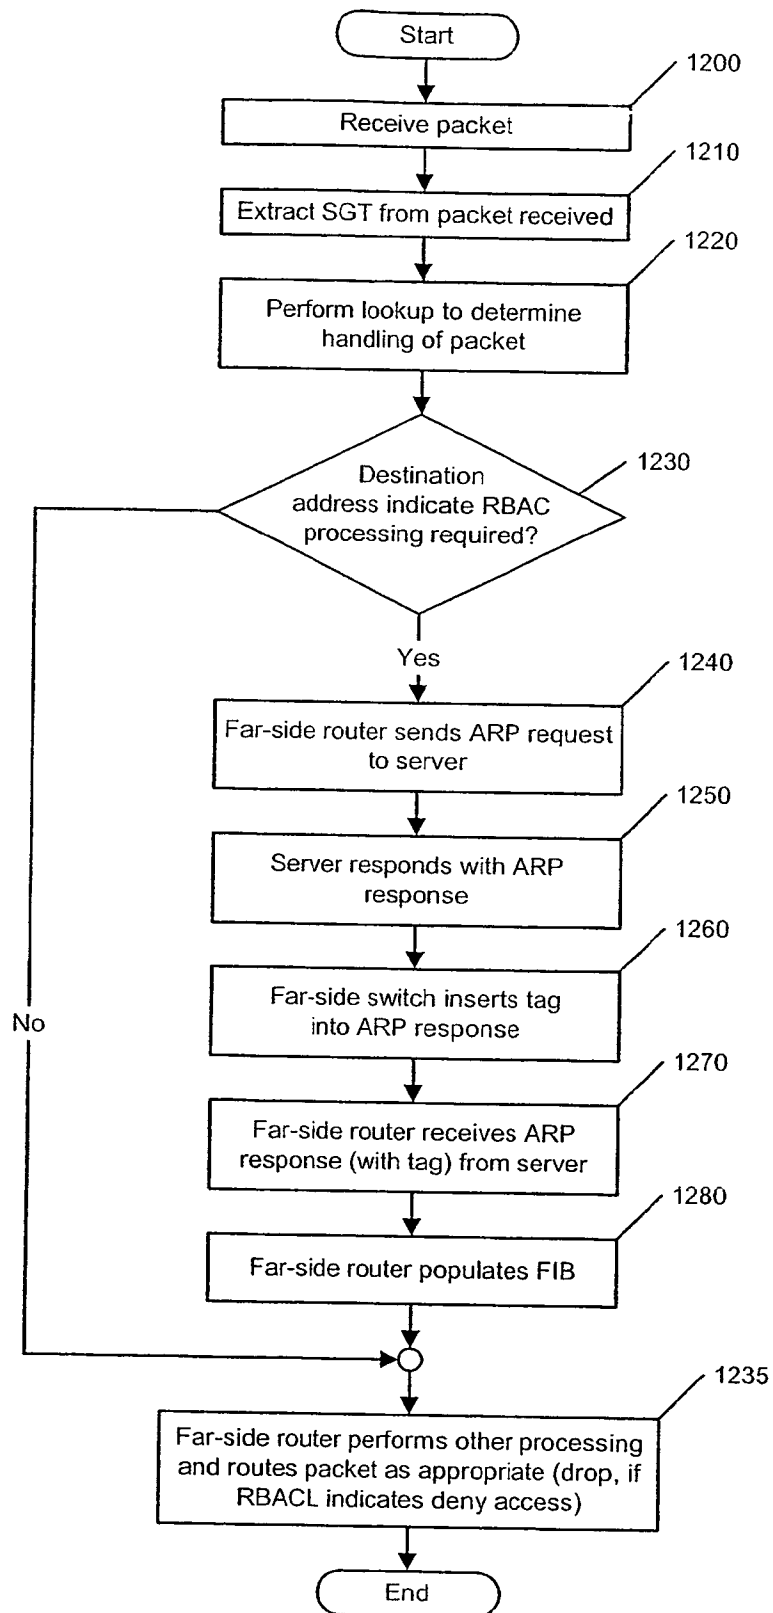 Start
1200
Receive packet
1210
Extract SGT from packet received
1220
Perform lookup to determine
handling of packet
1230
Destination
address indicate RBAC
processing required?
Yes
1240
Far-side router sends ARP request
to server
1250
Server responds with ARP
response
1260
Far-side switch inserts tag
into ARP response
No
1270
Far-side router receives ARP
response (with tag) from server
1280
Far-side router populates FIB
1235
Far-side router performs other processing
and routes packet as appropriate (drop, if
RBACL indicates deny access)
End